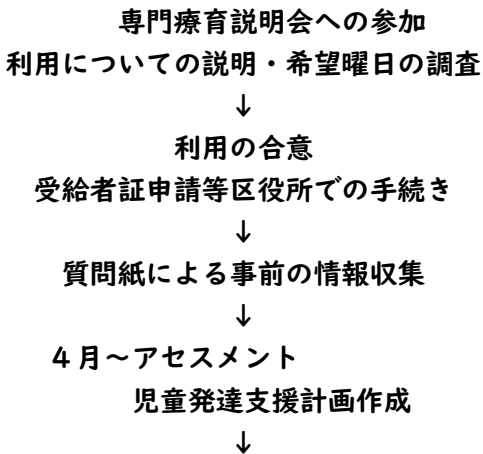 専門療育説明会への参加
利用についての説明・希望曜日の調査
↓
利用の合意
受給者証申請等区役所での手続き
↓
質問紙による事前の情報収集
↓
４月～アセスメント
児童発達支援計画作成
↓